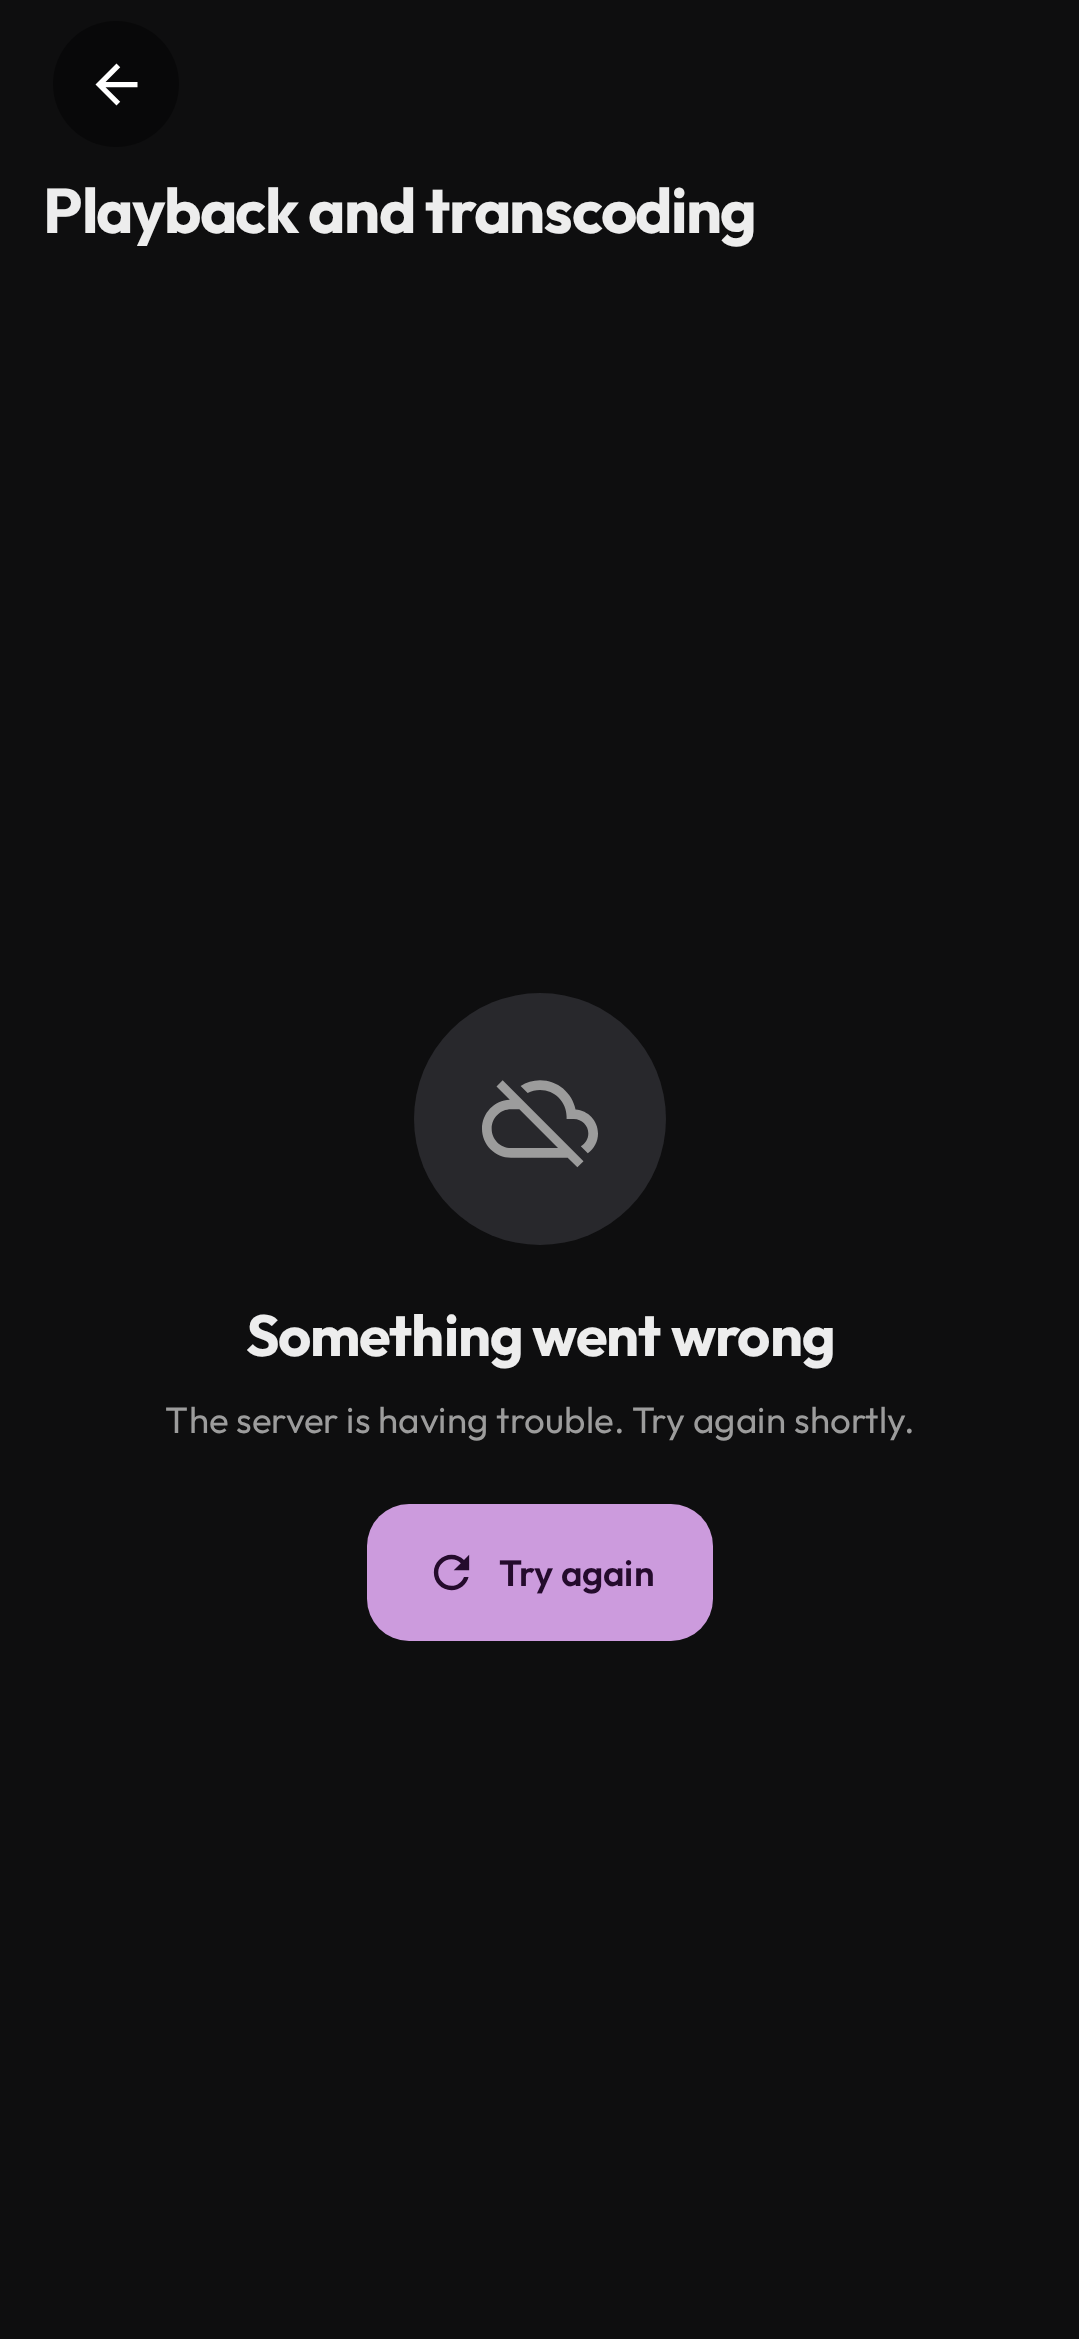 Playback and transcoding
Something went wrong
The server is having trouble. Try again shortly.
Try again